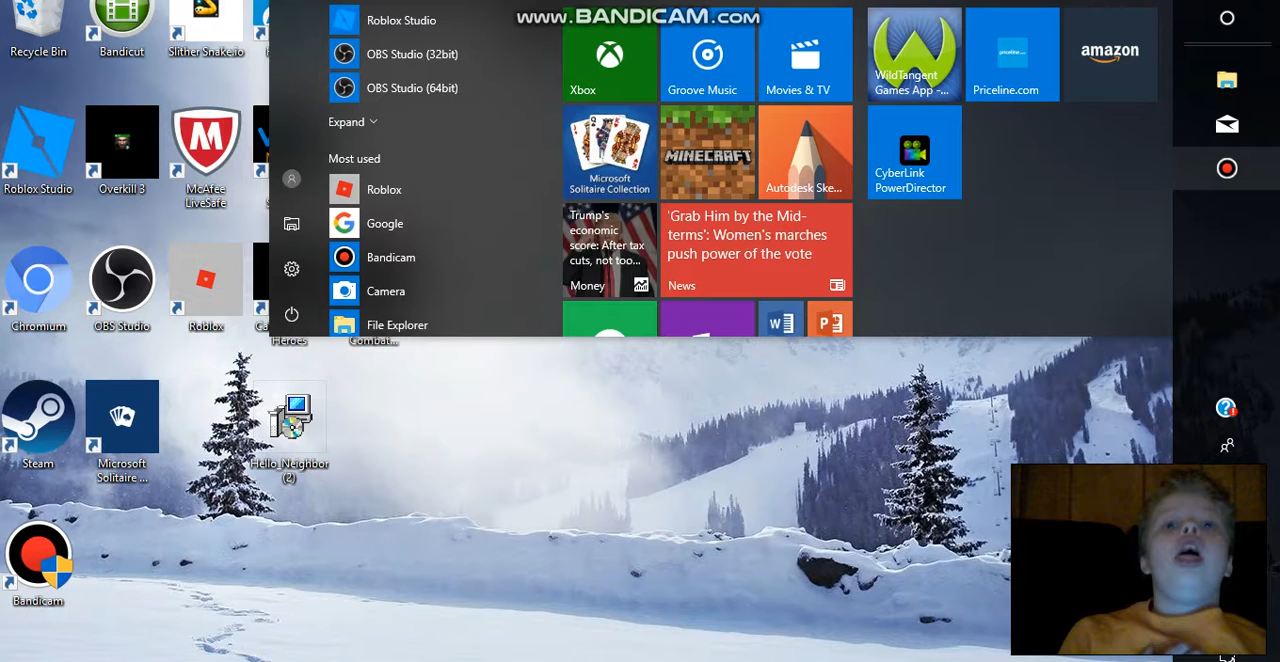 www.BANDICAM.com
Recycle Bin
Bandicut
Slither Snake.io
Roblox Studio
Overkill 3
McAfee
LiveSafe
Chromium
OBS Studio
Roblox
Heroes
Combat...
Steam
Microsoft
Solitaire ...
Hello_Neighbor
(2)
Bandicam
Roblox Studio
OBS Studio (32bit)
OBS Studio (64bit)
Expand
Most used
Roblox
Google
Bandicam
Camera
File Explorer
Xbox
Groove Music
Movies & TV
WildTangent
Games App -...
Priceline.com
priceline.com
amazon
Microsoft
Solitaire Collection
MINECRAFT
Autodesk Ske...
CyberLink
PowerDirector
Trump's
economic
score: After tax
cuts, not too...
Money
'Grab Him by the Mid-
terms': Women's marches
push power of the vote
News